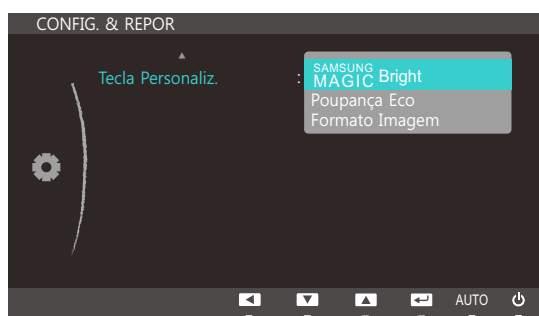 CONFIG. & REPOR
Tecla Personaliz. : SAMSUNG MAGIC Bright
Poupança Eco
Formato Imagem
AUTO